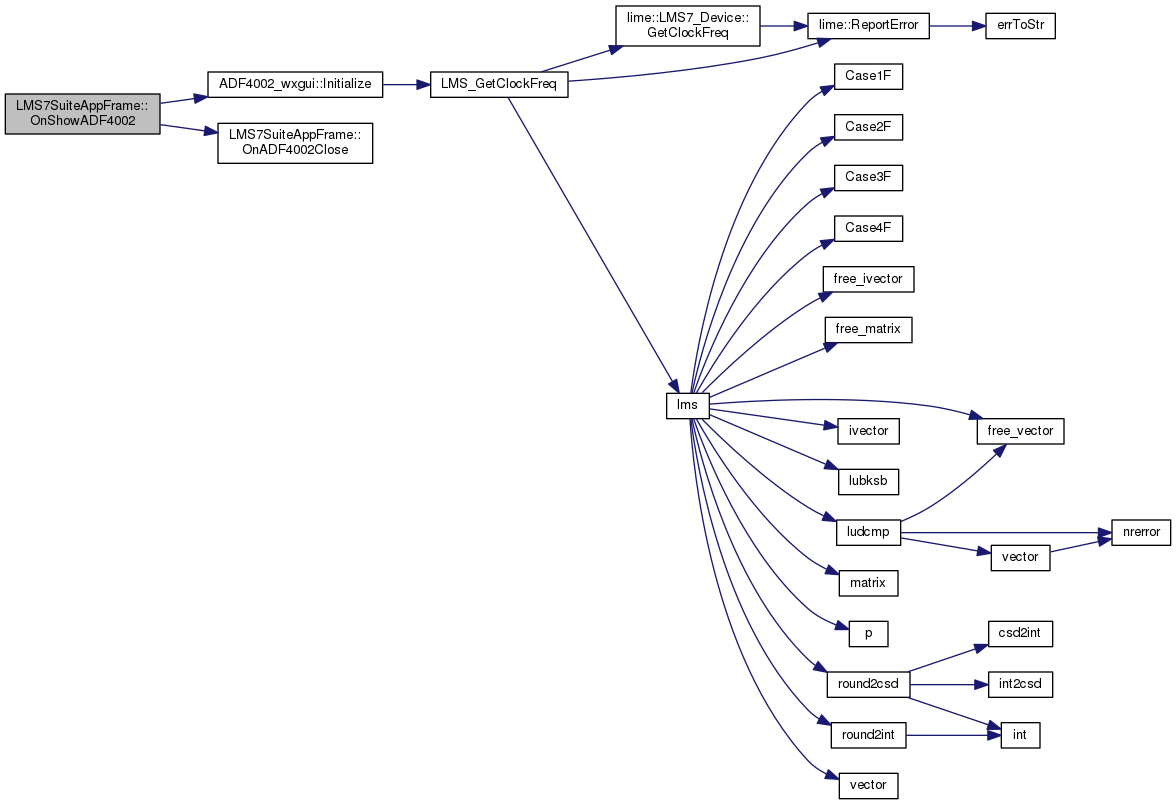 LMS7SuiteAppFrame::
OnShowADF4002
ADF4002_wxgui::Initialize
LMS7SuiteAppFrame::
OnADF4002Close
LMS_GetClockFreq
lime::LMS7_Device::
GetClockFreq
lime::ReportError
errToStr
lms
Case1F
Case2F
Case3F
Case4F
free_ivector
free_matrix
free_vector
ivector
lubksb
ludcmp
nrerror
vector
matrix
p
round2csd
csd2int
int2csd
int
round2int
vector